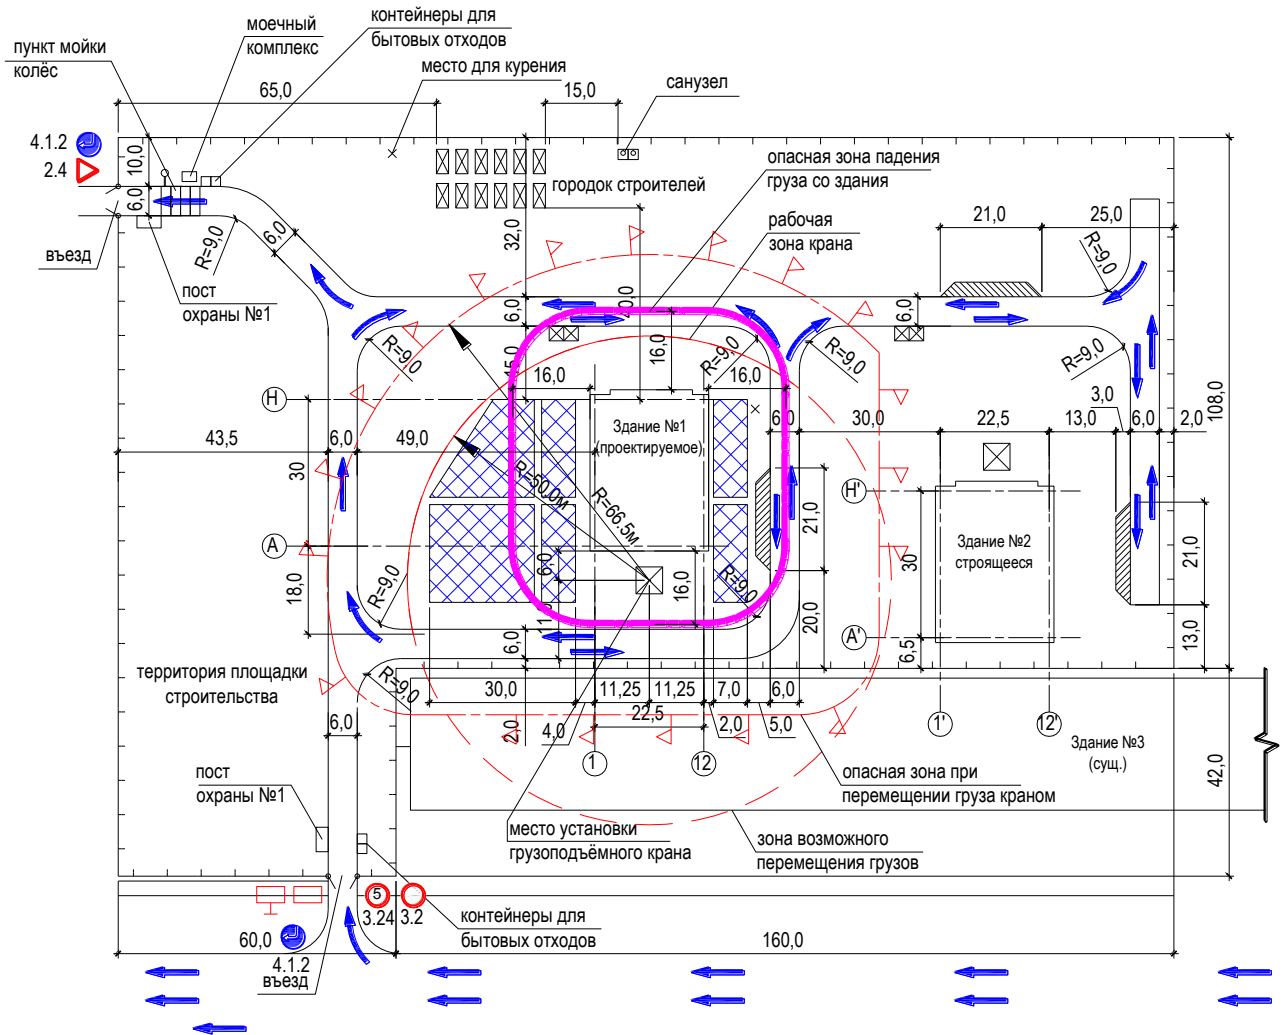 моечный
комплекс
контейнеры для
бытовых отходов
пункт мойки
колёс
место для курения
санузел
65,0
15,0
4.1.2
2.4
10,0
6,0
въезд
пост
охраны №1
R=9,0
6,0
городок строителей
32,0
опасная зона падения
груза со здания
рабочая
зона крана
21,0
25,0
R=9,0
6,0
6,0
R=9,0
16,0
R=9,0
R=9,0
R=9,0
16,0
16,0
Н
Здание №1
(проектируемое)
6,0
30,0
22,5
13,0
3,0
6,0
2,0
108,0
43,5
6,0
49,0
30
R=50.0м
R=66.5м
Н'
21,0
21,0
А
Здание №2
строящееся
30
18,0
R=9,0
6,0
16,0
R=9,0
20,0
А'
6,5
13,0
6,0
территория площадки
строительства
R=9,0
30,0
11,25
11,25
7,0
6,0
22,5
2,0
4,0
2,0
5,0
6,0
1
12
1'
12'
Здание №3
(сущ.)
42,0
пост
охраны №1
опасная зона при
перемещении груза краном
место установки
грузоподъёмного крана
зона возможного
перемещения грузов
5
3.24
3.2
контейнеры для
бытовых отходов
60,0
160,0
4.1.2
въезд